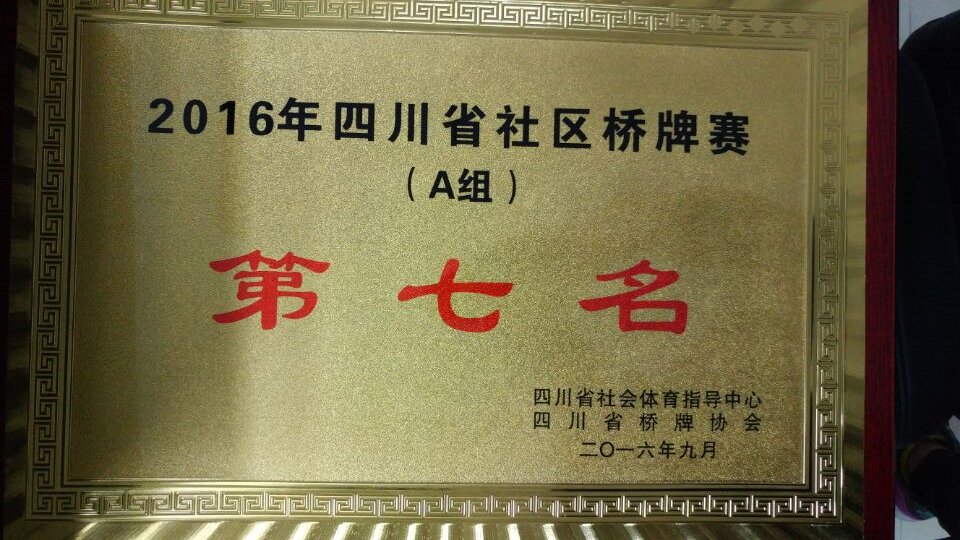 2016年四川省社区桥牌赛
（A组）
第七名
四川省社会体育指导中心
四川省桥牌协会
二〇一六年九月